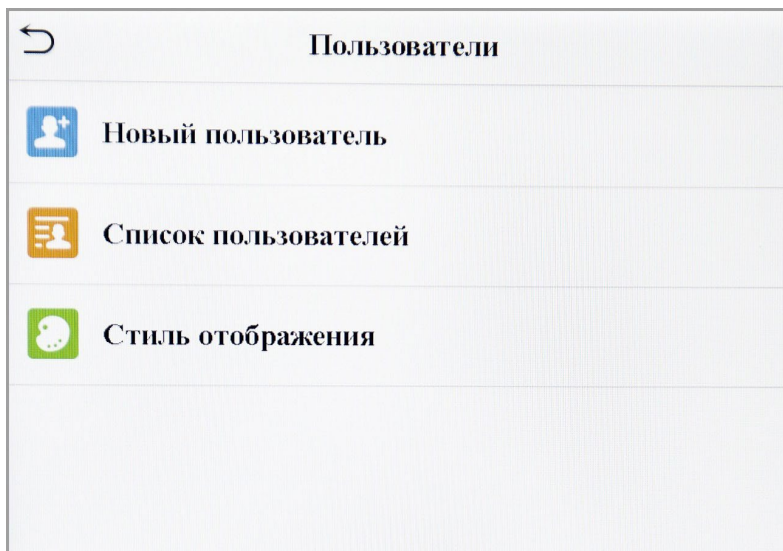 Пользователи
Новый пользователь
Список пользователей
Стиль отображения